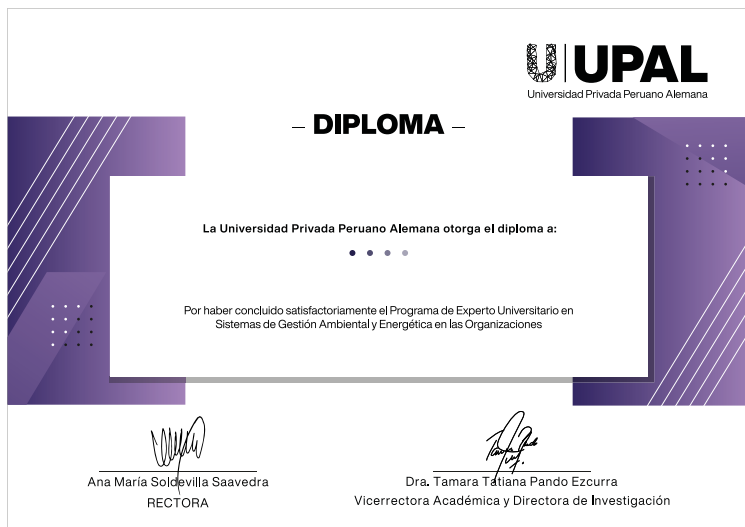 UPAL
Universidad Privada Peruano Alemana
– DIPLOMA –
La Universidad Privada Peruano Alemana otorga el diploma a:
Por haber concluido satisfactoriamente el Programa de Experto Universitario en
Sistemas de Gestión Ambiental y Energética en las Organizaciones
Ana María Soldevilla Saavedra
RECTORA
Dra. Tamara Tatiana Pando Ezcurra
Vicerrectora Académica y Directora de Investigación